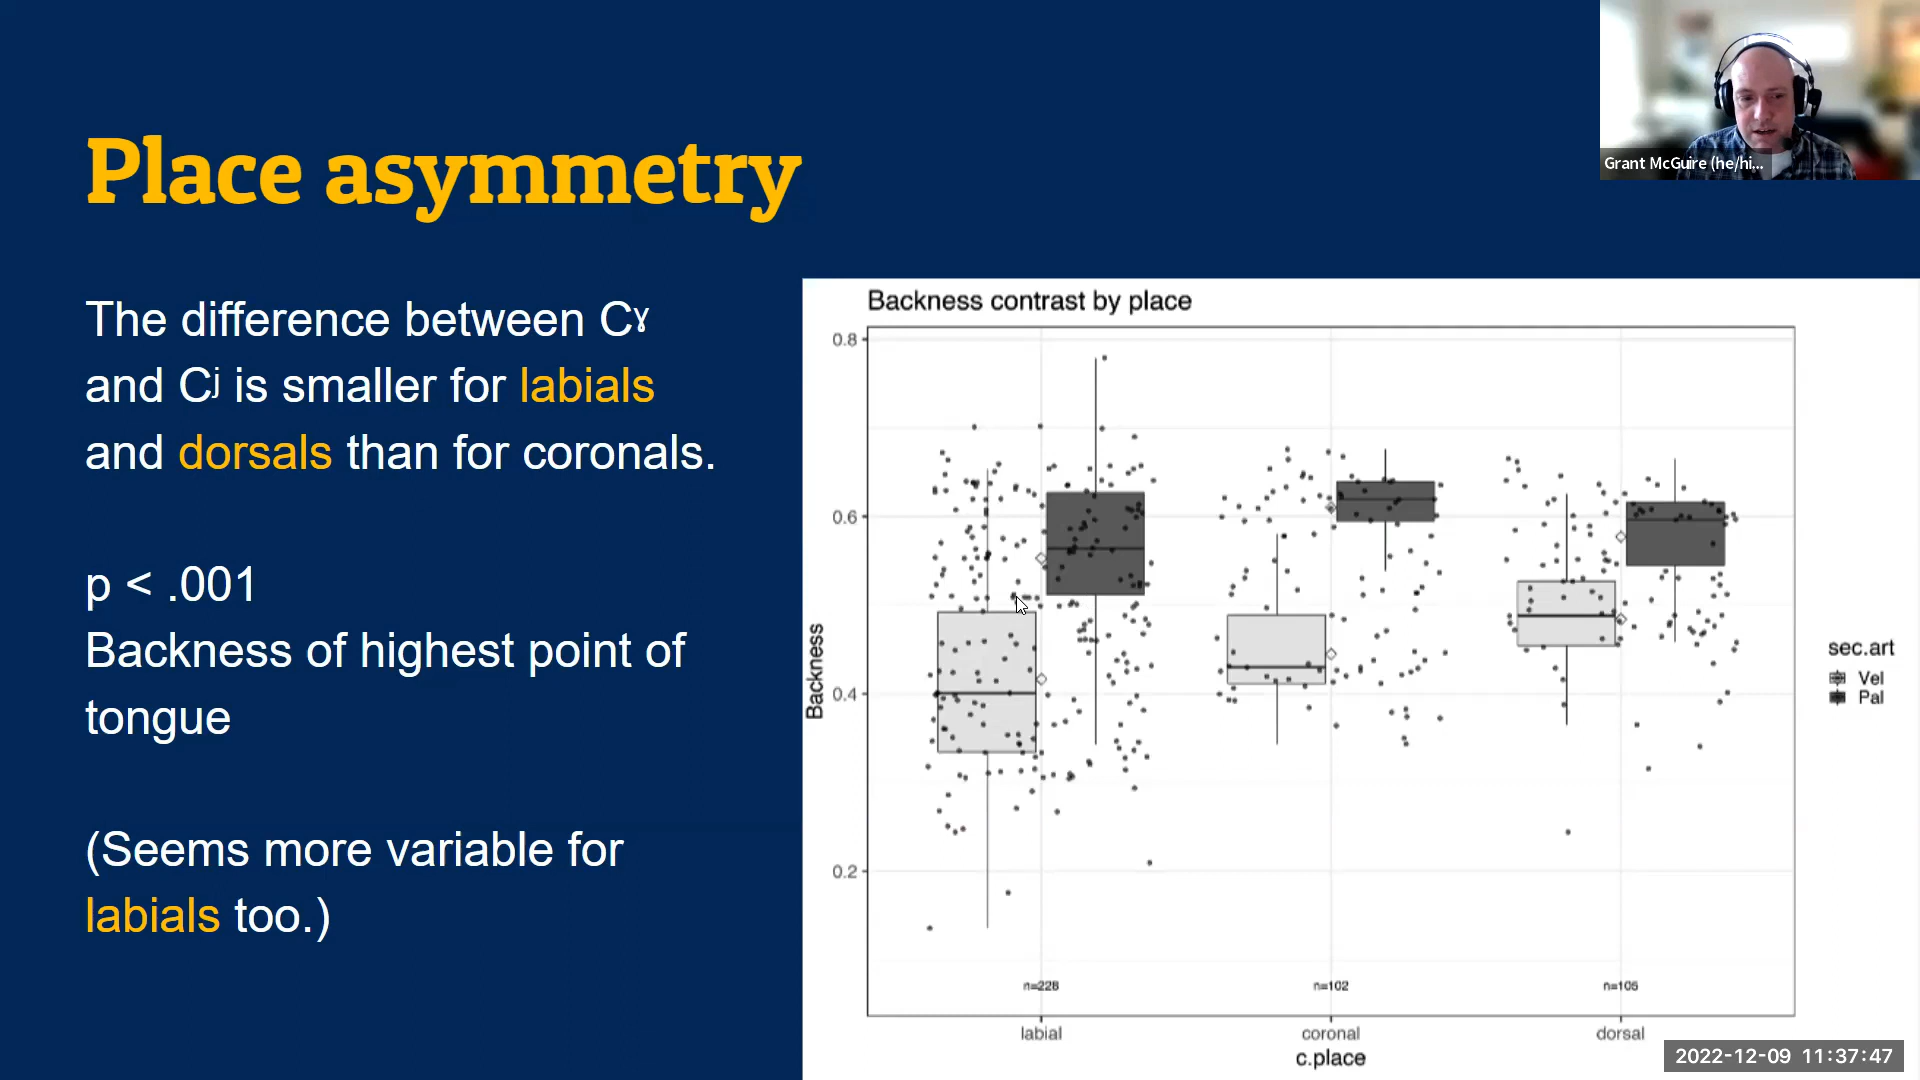 Place asymmetry
Grant McGuire (he/hi...
The difference between Cˠ
and Cʲ is smaller for labials
and dorsals than for coronals.
p < .001
Backness of highest point of
tongue
(Seems more variable for
labials too.)
Backness contrast by place
0.8
0.6
0.4
0.2
Backness
n=228
n=102
n=106
labial
coronal
dorsal
c.place
sec.art
Vel
Pal
2022-12-09 11:37:47